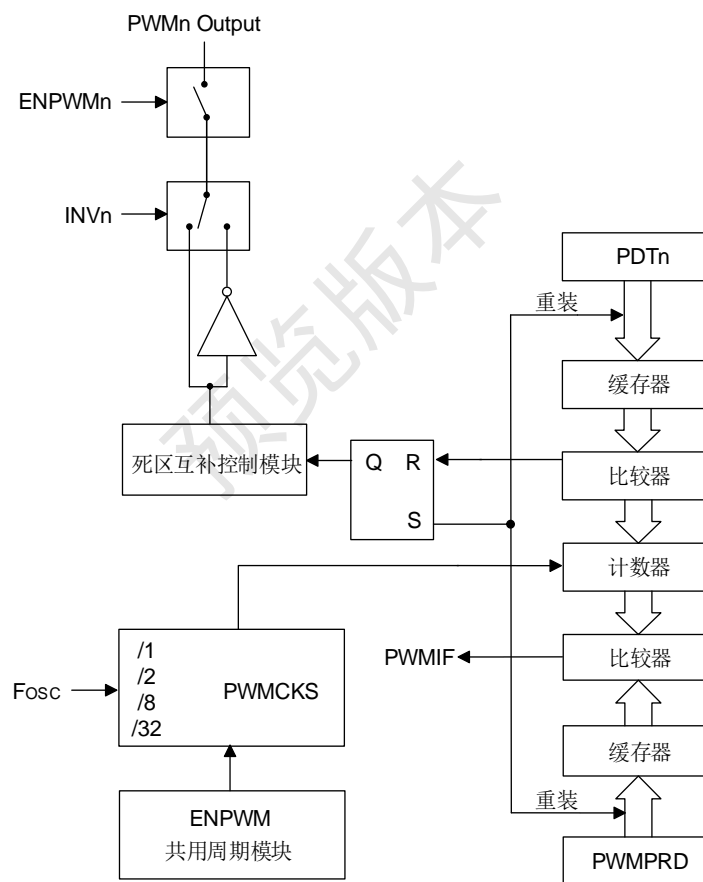 PWMn Output
ENPWMn
INVn
PDTn
重装
缓存器
死区互补控制模块
Q R
S
比较器
计数器
/1
/2
/8
/32
PWMCKS
Fosc
PWMIF
比较器
缓存器
ENPWM
共用周期模块
重装
PWMPRD
预览版本